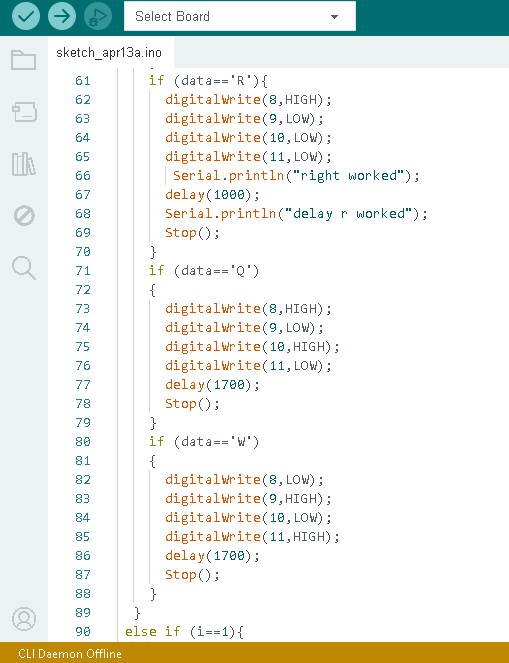 Select Board
sketch_apr13a.ino
61 if (data=='R'){
62 digitalWrite(8,HIGH);
63 digitalWrite(9,LOW);
64 digitalWrite(10,LOW);
65 digitalWrite(11,LOW);
66 Serial.println("right worked");
67 delay(1000);
68 Serial.println("delay r worked");
69 Stop();
70 }
71 if (data=='Q')
72 {
73 digitalWrite(8,HIGH);
74 digitalWrite(9,LOW);
75 digitalWrite(10,HIGH);
76 digitalWrite(11,LOW);
77 delay(1700);
78 Stop();
79 }
80 if (data=='W')
81 {
82 digitalWrite(8,LOW);
83 digitalWrite(9,HIGH);
84 digitalWrite(10,LOW);
85 digitalWrite(11,HIGH);
86 delay(1700);
87 Stop();
88 }
89 }
90 else if (i==1){
CLI Daemon Offline